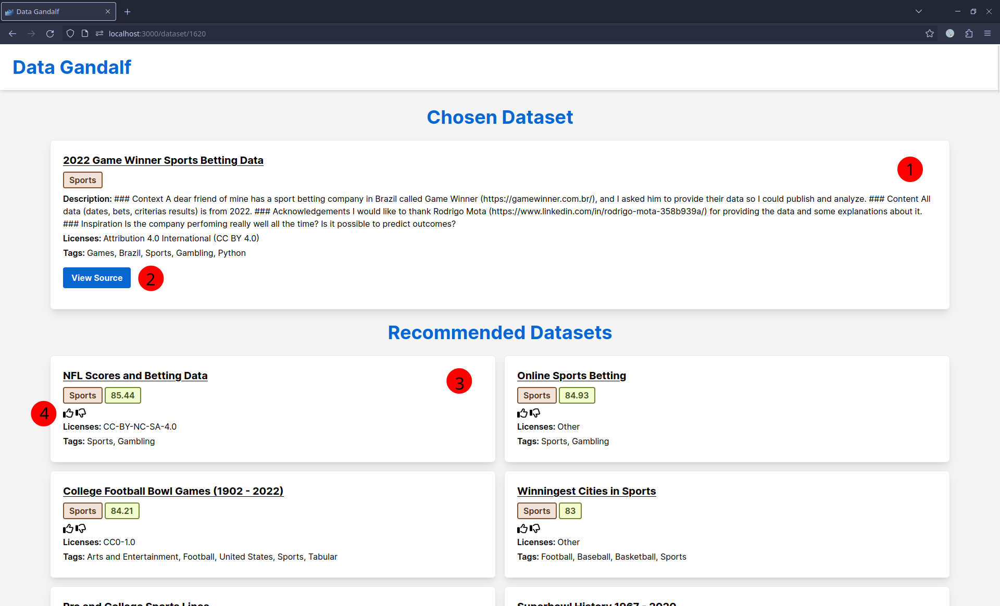 Data Gandalf
localhost:3000/dataset/1620
Data Gandalf
Chosen Dataset
2022 Game Winner Sports Betting Data
1
Sports
Description: ### Context A dear friend of mine has a sport betting company in Brazil called Game Winner (https://gamewinner.com.br/), and I asked him to provide their data so I could publish and analyze. ### Content All
data (dates, bets, criterias results) is from 2022. ### Acknowledgements I would like to thank Rodrigo Mota (https://www.linkedin.com/in/rodrigo-mota-358b939a/) for providing the data and some explanations about it.
### Inspiration Is the company perfoming really well all the time? Is it possible to predict outcomes?
Licenses: Attribution 4.0 International (CC BY 4.0)
Tags: Games, Brazil, Sports, Gambling, Python
View Source
2
Recommended Datasets
NFL Scores and Betting Data
3
Sports 85.44
4
Licenses: CC-BY-NC-SA-4.0
Tags: Sports, Gambling
Online Sports Betting
Sports 84.93
Licenses: Other
Tags: Sports, Gambling
College Football Bowl Games (1902 - 2022)
Sports 84.21
Licenses: CC0-1.0
Tags: Arts and Entertainment, Football, United States, Sports, Tabular
Winningest Cities in Sports
Sports 83
Licenses: Other
Tags: Football, Baseball, Basketball, Sports
Pro and College Sports Lines
Superbowl History 1967 - 2020